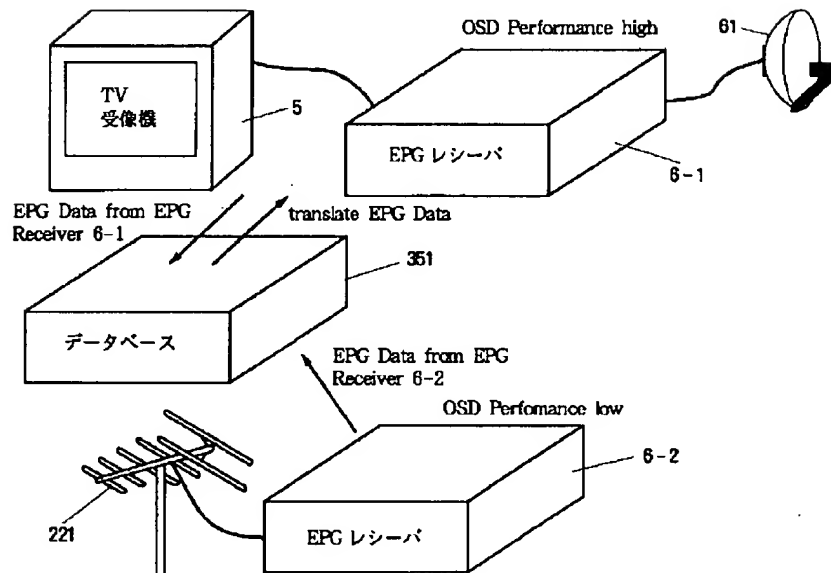 OSD Performance high
61
TV
受像機
5
EPG レシーバ
6-1
EPG Data from EPG
Receiver 6-1
translate EPG Data
351
データベース
EPG Data from EPG
Receiver 6-2
OSD Perfomance low
6-2
221
EPG レシーバ